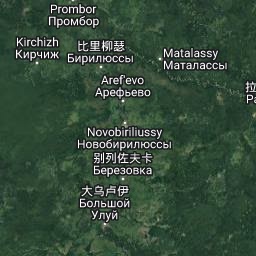 Prombor
Промбор
Kirchizh
Кирчиж
比里柳瑟
Бирилюссы
Matalassy
Маталассы
Aref'evo
Арефьево
Novobiriliussy
Новобирилюссы
别列佐夫卡
Березовка
大乌卢伊
Большой
Улуй